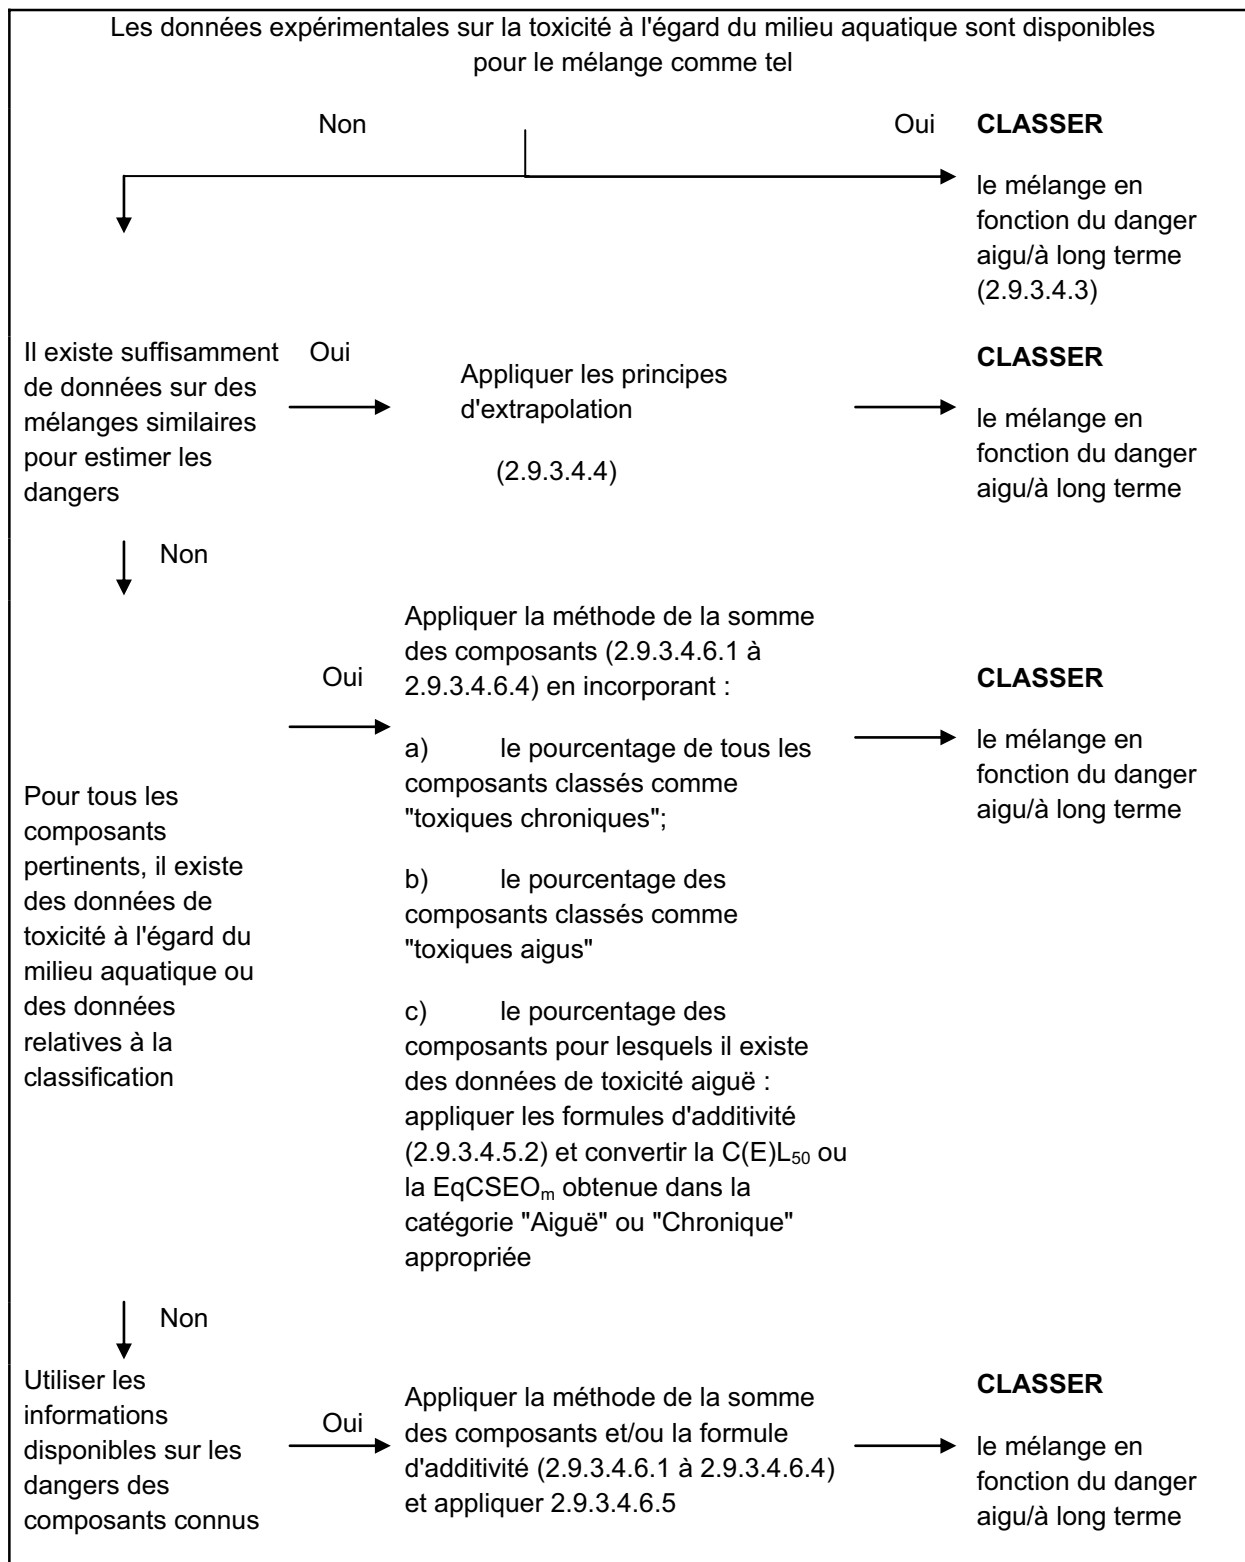 Les données expérimentales sur la toxicité à l'égard du milieu aquatique sont disponibles
pour le mélange comme tel
Non
Oui
CLASSER
le mélange en
fonction du danger
aigu/à long terme
(2.9.3.4.3)
Il existe suffisamment
de données sur des
mélanges similaires
pour estimer les
dangers
Oui
Appliquer les principes
d'extrapolation
(2.9.3.4.4)
CLASSER
le mélange en
fonction du danger
aigu/à long terme
Non
Pour tous les
composants
pertinents, il existe
des données de
toxicité à l'égard du
milieu aquatique ou
des données
relatives à la
classification
Oui
Appliquer la méthode de la somme
des composants (2.9.3.4.6.1 à
2.9.3.4.6.4) en incorporant :
a) le pourcentage de tous les
composants classés comme
"toxiques chroniques";
b) le pourcentage des
composants classés comme
"toxiques aigus"
c) le pourcentage des
composants pour lesquels il existe
des données de toxicité aiguë :
appliquer les formules d'additivité
(2.9.3.4.5.2) et convertir la C(E)L50 ou
la EqCSEOm obtenue dans la
catégorie "Aiguë" ou "Chronique"
appropriée
CLASSER
le mélange en
fonction du danger
aigu/à long terme
Non
Utiliser les
informations
disponibles sur les
dangers des
composants connus
Oui
Appliquer la méthode de la somme
des composants et/ou la formule
d'additivité (2.9.3.4.6.1 à 2.9.3.4.6.4)
et appliquer 2.9.3.4.6.5
CLASSER
le mélange en
fonction du danger
aigu/à long terme